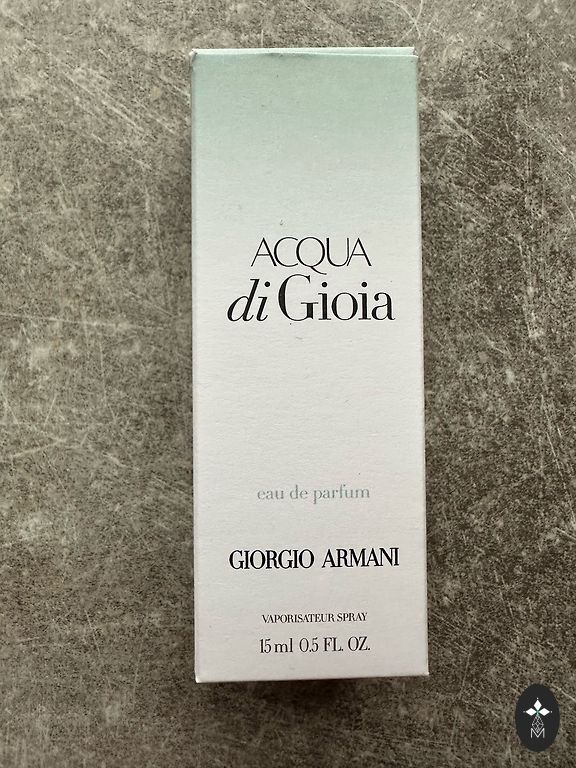 ACQUA
di Gioia
eau de parfum
GIORGIO ARMANI
VAPORISATEUR SPRAY
15 ml 0.5 FL. OZ.
M